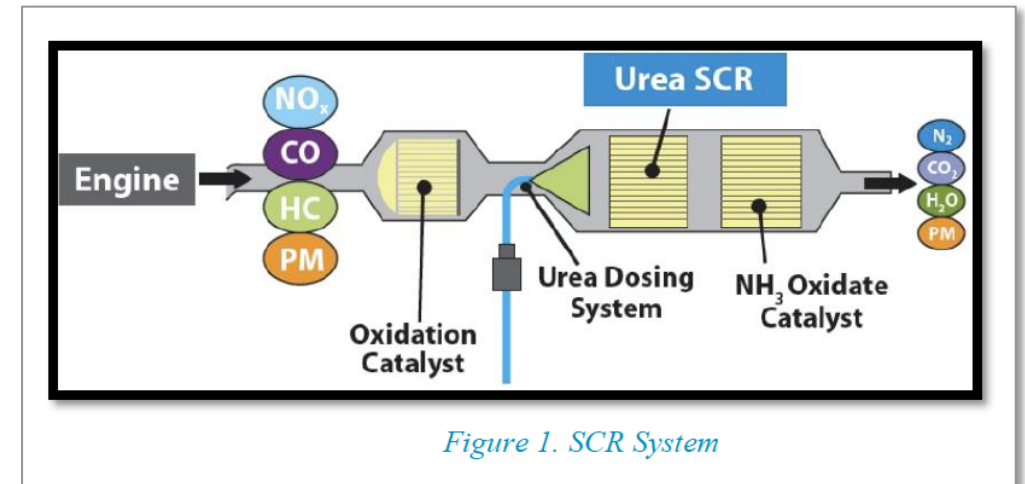 Urea SCR
NOx
CO
HC
PM
Engine
N2
CO2
H2O
PM
Urea Dosing
System
NH3 Oxidate
Catalyst
Oxidation
Catalyst
Figure 1. SCR System